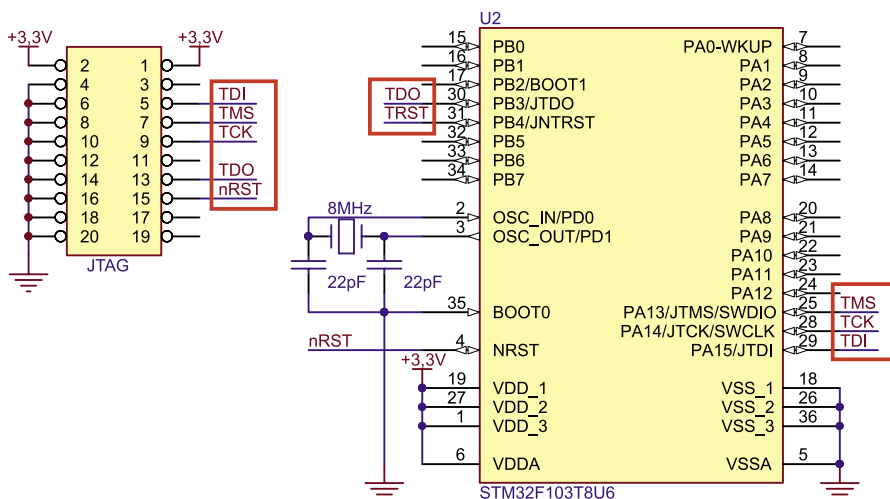 +3,3V +3,3V
2 1
4 3
6 5 TDI
8 7 TMS
10 9 TCK
12 11
14 13 TDO
16 15 nRST
18 17
20 19
JTAG
U2
15 PB0 PA0-WKUP 7
16 PB1 PA1 8
17 PB2/BOOT1 PA2 9
TDO 30 PB3/JTDO PA3 10
TRST 31 PB4/JNTRST PA4 11
32 PB5 PA5 12
33 PB6 PA6 13
34 PB7 PA7 14
8MHz 2 OSC_IN/PD0 PA8 20
3 OSC_OUT/PD1 PA9 21
PA10 22
22pF 22pF PA11 23
PA12 24
35 BOOT0 PA13/JTMS/SWDIO 25 TMS
PA14/JTCK/SWCLK 28 TCK
nRST 4 NRST PA15/JTDI 29 TDI
+3,3V
19 VDD_1 VSS_1 18
27 VDD_2 VSS_2 26
1 VDD_3 VSS_3 36
6 VDDA VSSA 5
STM32F103T8U6